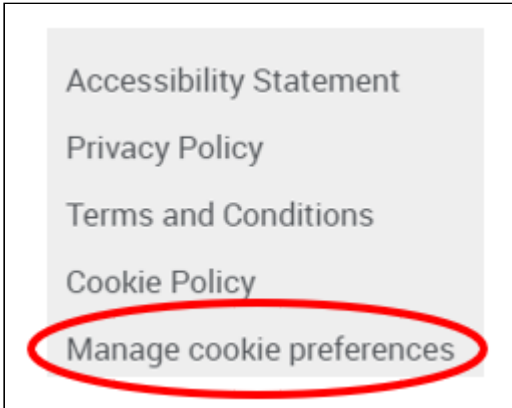 Accessibility Statement
Privacy Policy
Terms and Conditions
Cookie Policy
Manage cookie preferences